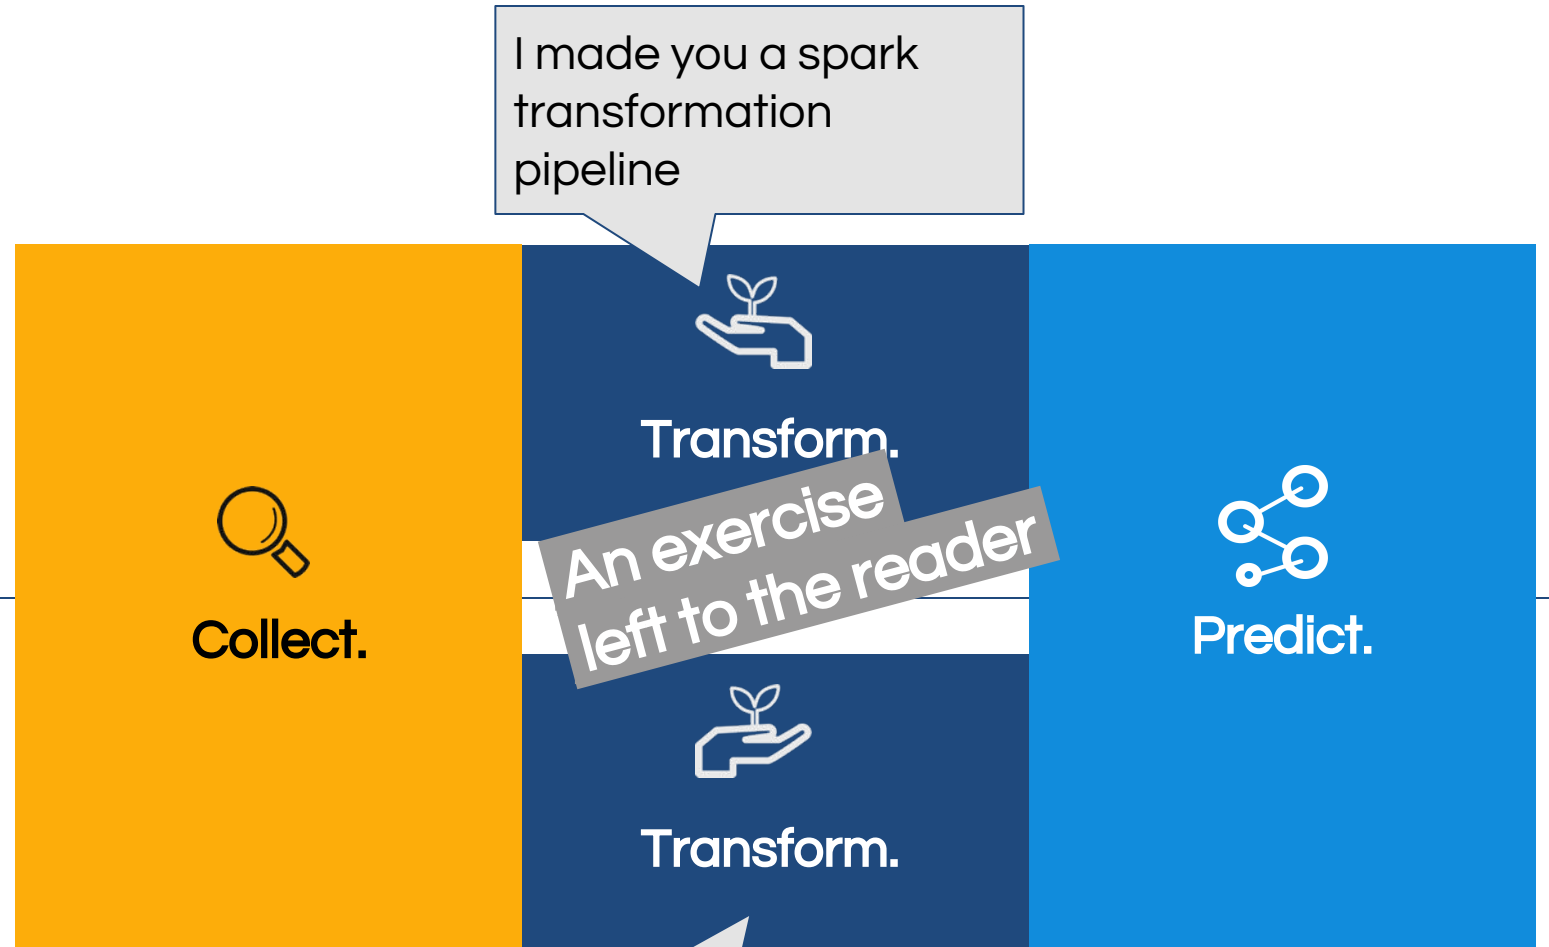 I made you a spark
transformation
pipeline
Collect.
Transform.
An exercise
left to the reader
Transform.
Predict.